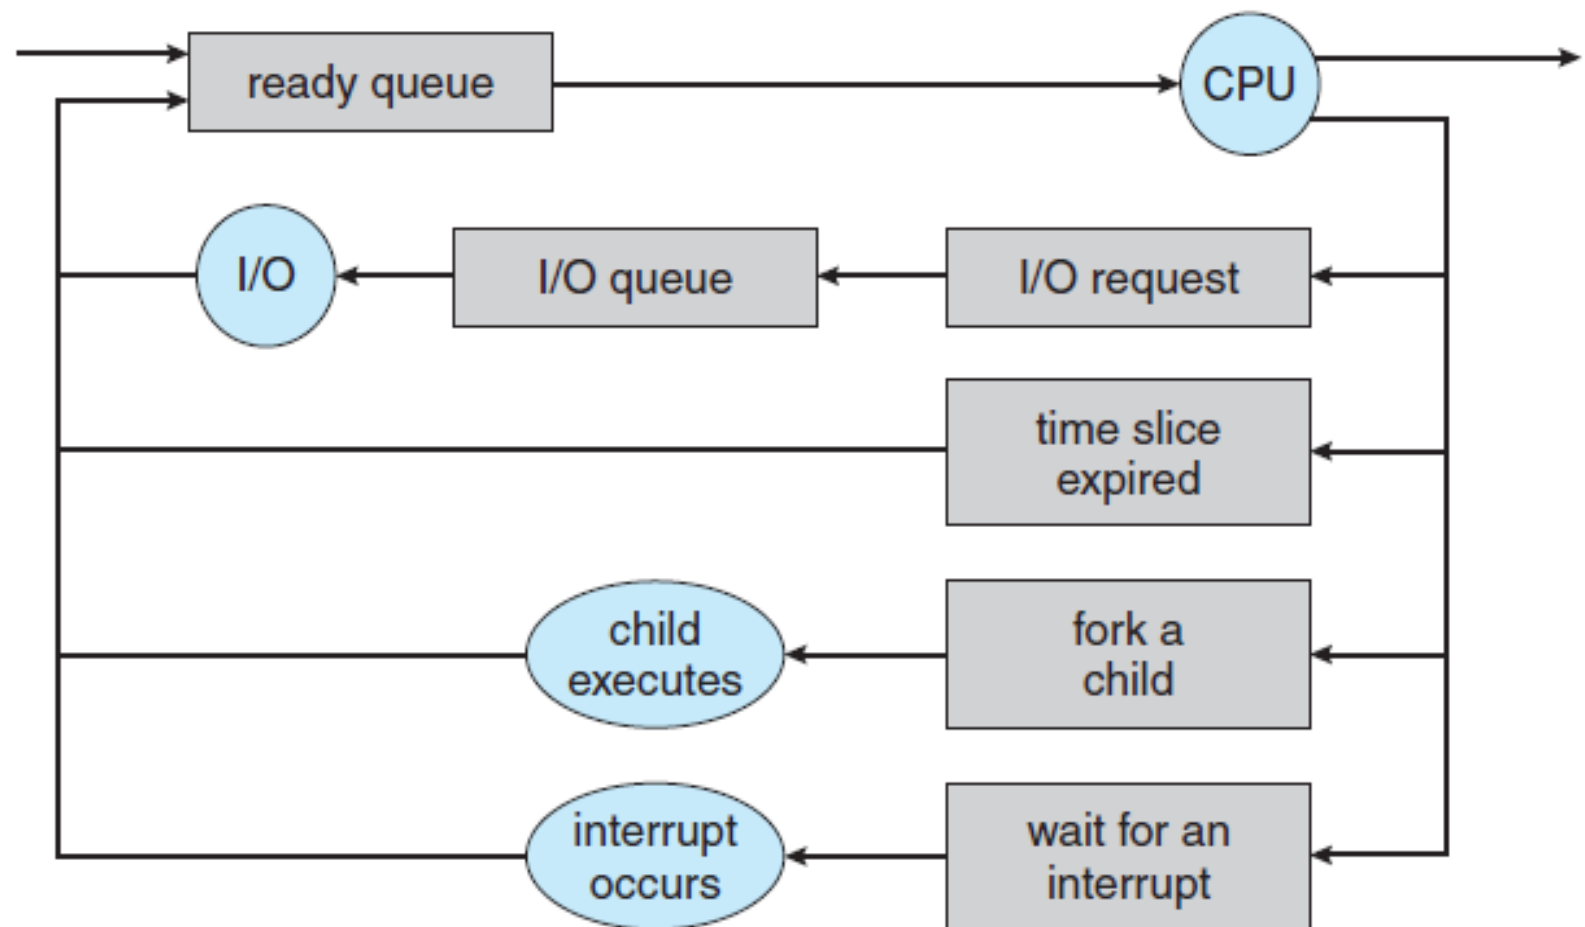 ready queue
CPU
I/O
I/O queue
I/O request
time slice
expired
child
executes
fork a
child
interrupt
occurs
wait for an
interrupt